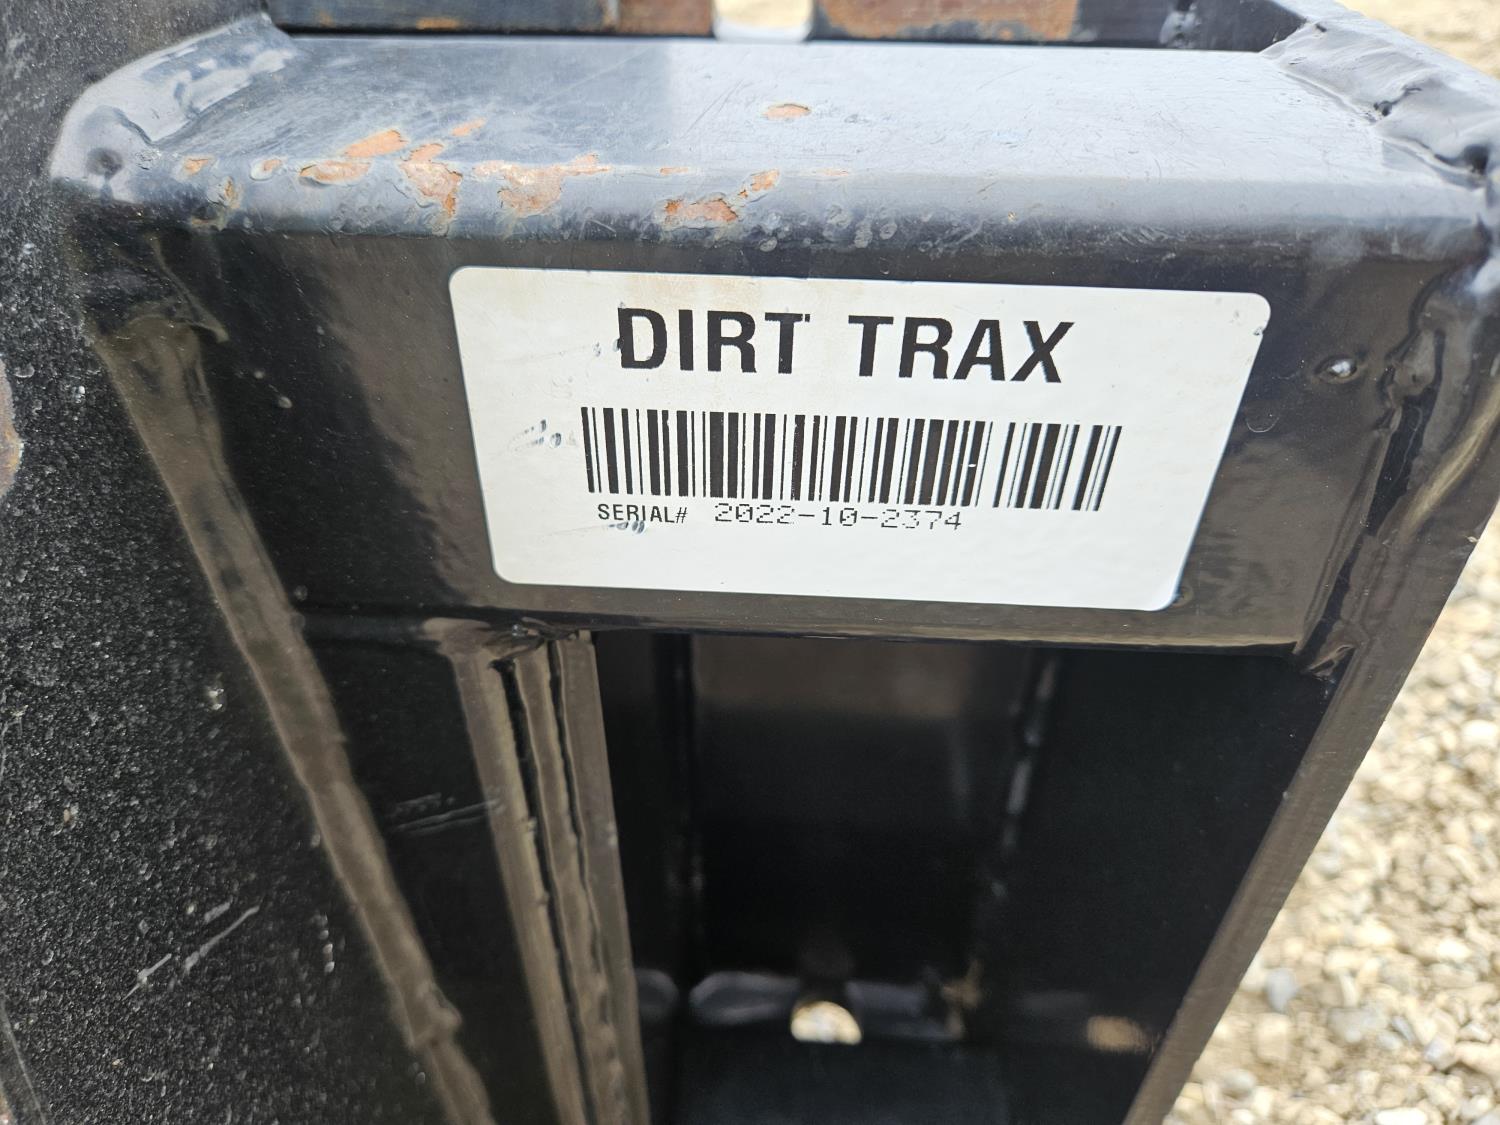 DIRT TRAX
SERIAL# 2022-10-2374